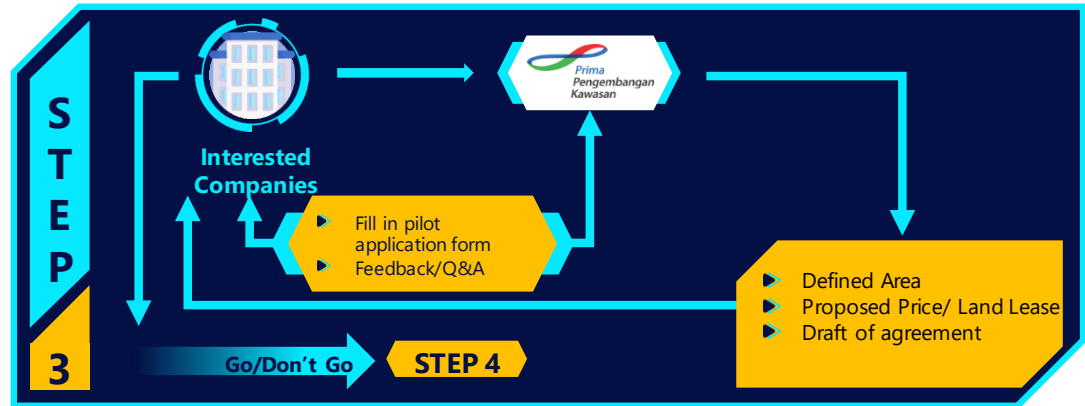 STEP
3
Interested
Companies
Prima
Pengembangan
Kawasan
Fill in pilot
application form
Feedback/Q&A
Defined Area
Proposed Price/ Land Lease
Draft of agreement
Go/Don't Go
STEP 4